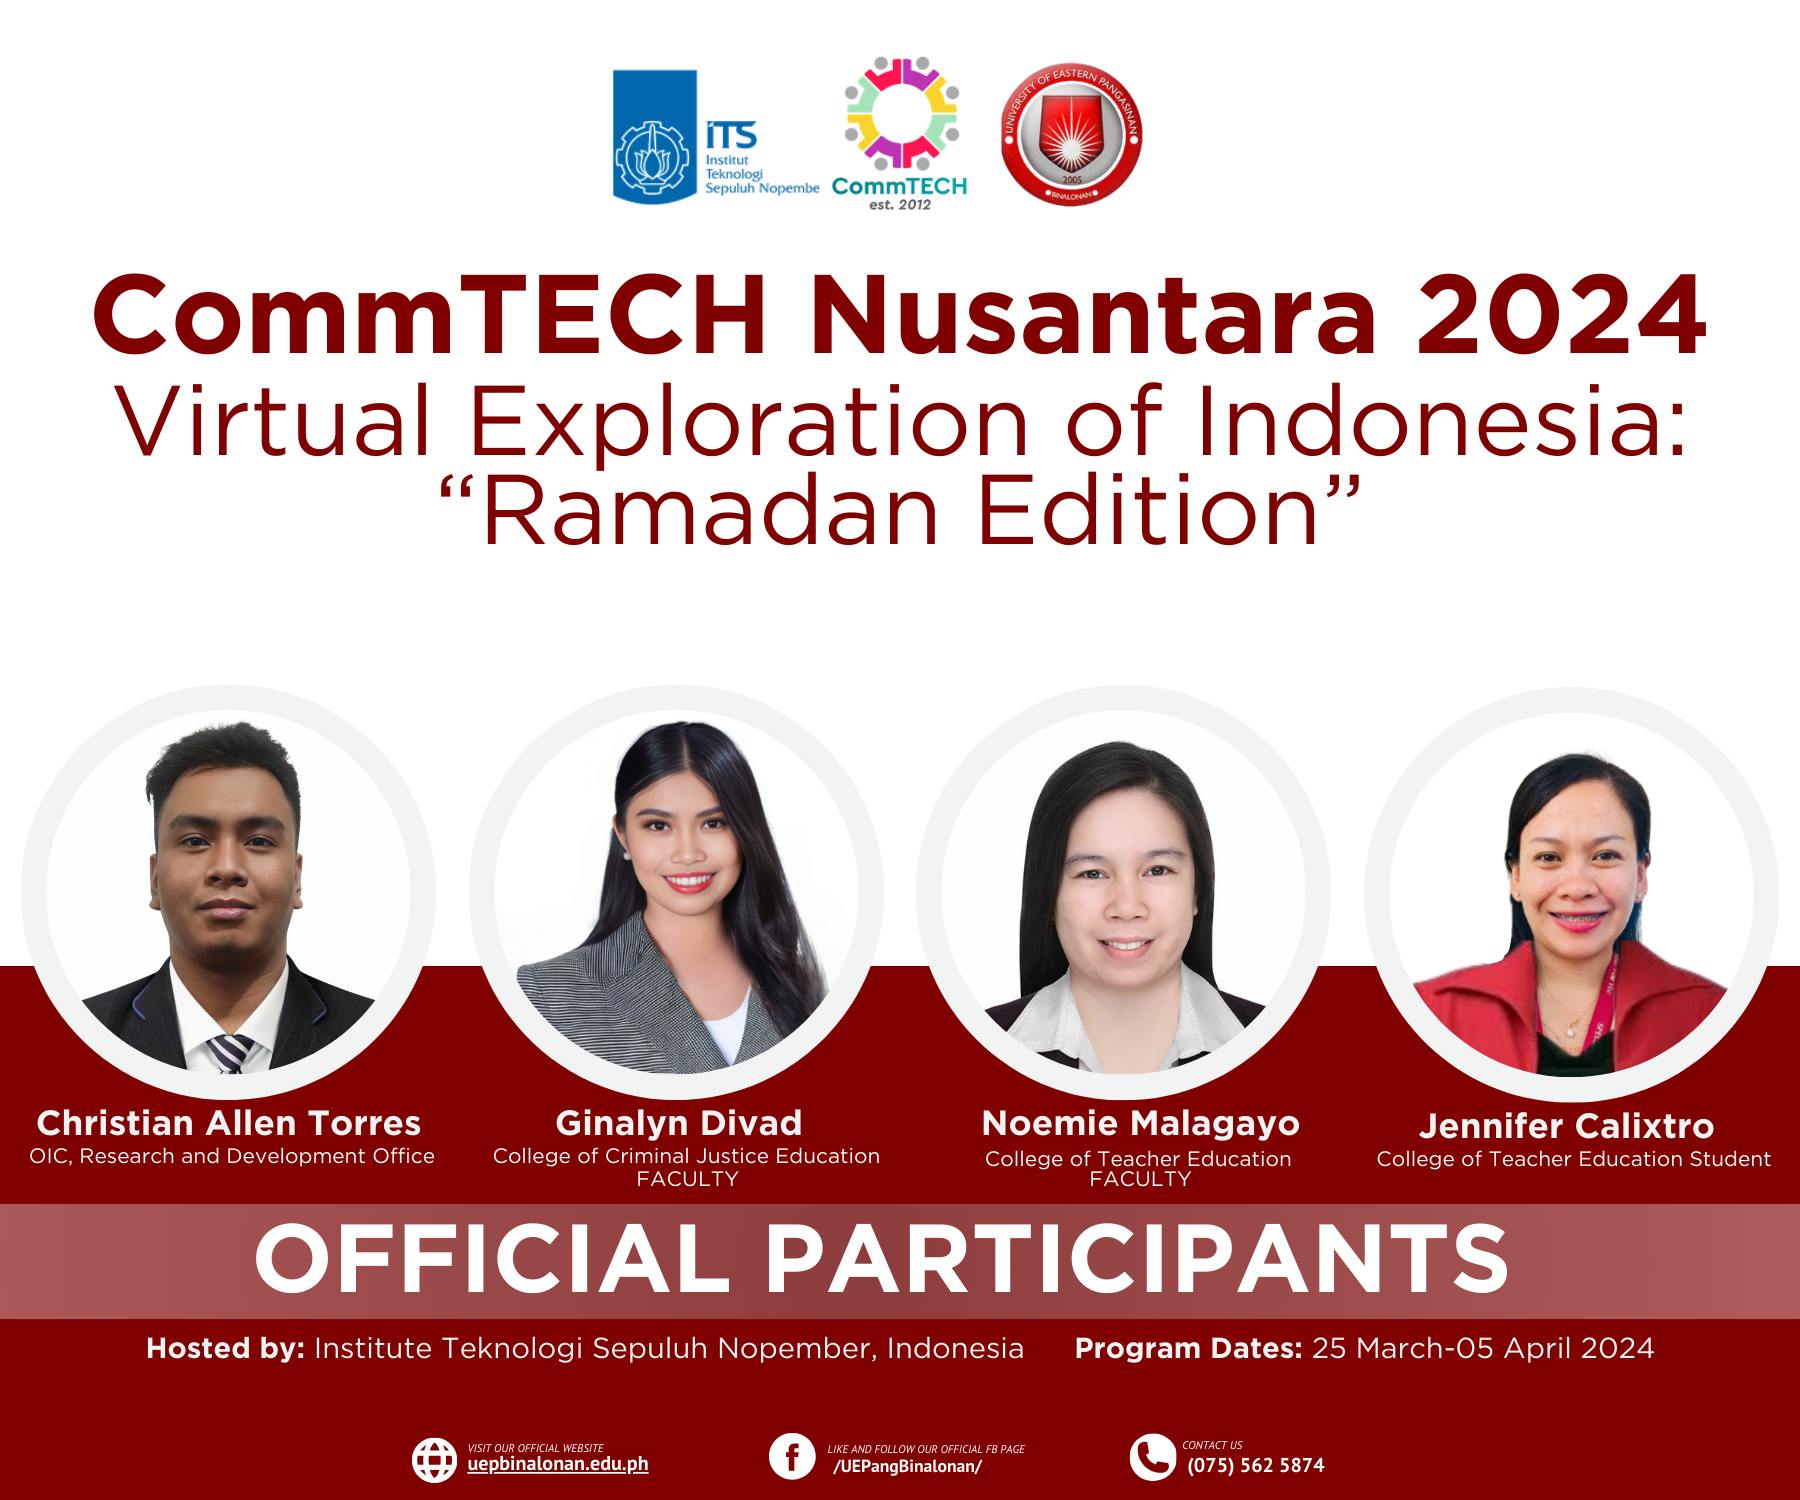 iTS
Institut
Teknologi
Sepuluh Nopembe
CommTECH
est. 2012
UNIVERSITY OF EASTERN PANGASINAN
2005
BINALONAN
CommTECH Nusantara 2024
Virtual Exploration of Indonesia:
“Ramadan Edition”
Christian Allen Torres
OIC, Research and Development Office
Ginalyn Divad
College of Criminal Justice Education
FACULTY
Noemie Malagayo
College of Teacher Education
FACULTY
Jennifer Calixtro
College of Teacher Education Student
OFFICIAL PARTICIPANTS
Hosted by: Institute Teknologi Sepuluh Nopember, Indonesia
Program Dates: 25 March-05 April 2024
VISIT OUR OFFICIAL WEBSITE
uepbinalonan.edu.ph
LIKE AND FOLLOW OUR OFFICIAL FB PAGE
/UEPangBinalonan/
CONTACT US
(075) 562 5874